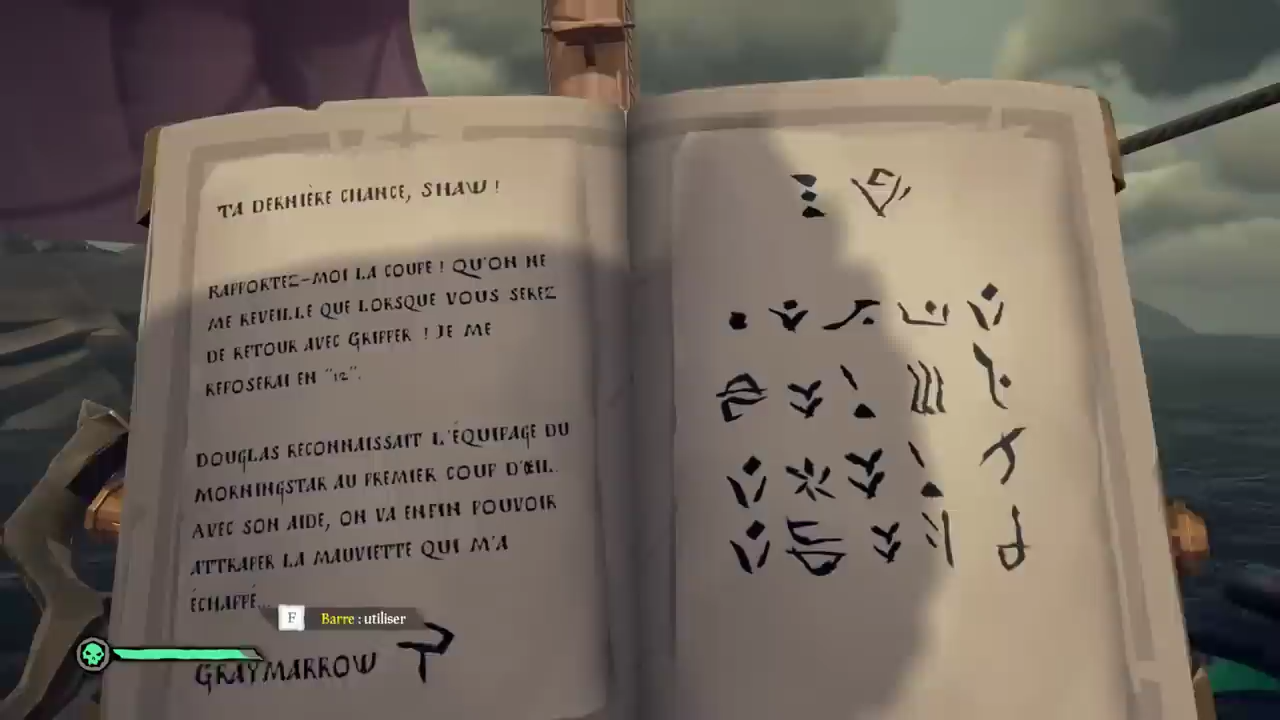 TA DERNIÈRE CHANCE, SHAW !
RAPPORTEZ-MOI LA COUPE ! QU'ON NE
ME REVEILLE QUE LORSQUE VOUS SEREZ
DE RETOUR AVEC GRIPPER ! JE ME
REPOSERAI EN "12".
DOUGLAS RECONNAISSAIT L'ÉQUIPAGE DU
MORNINGSTAR AU PREMIER COUP D'ŒIL.
AVEC SON AIDE, ON VA ENFIN POUVOIR
ATTRAPER LA MAUVIETTE QUI M'A
ÉCHAPPÉ...
F Barre : utiliser
GRAYMARROW